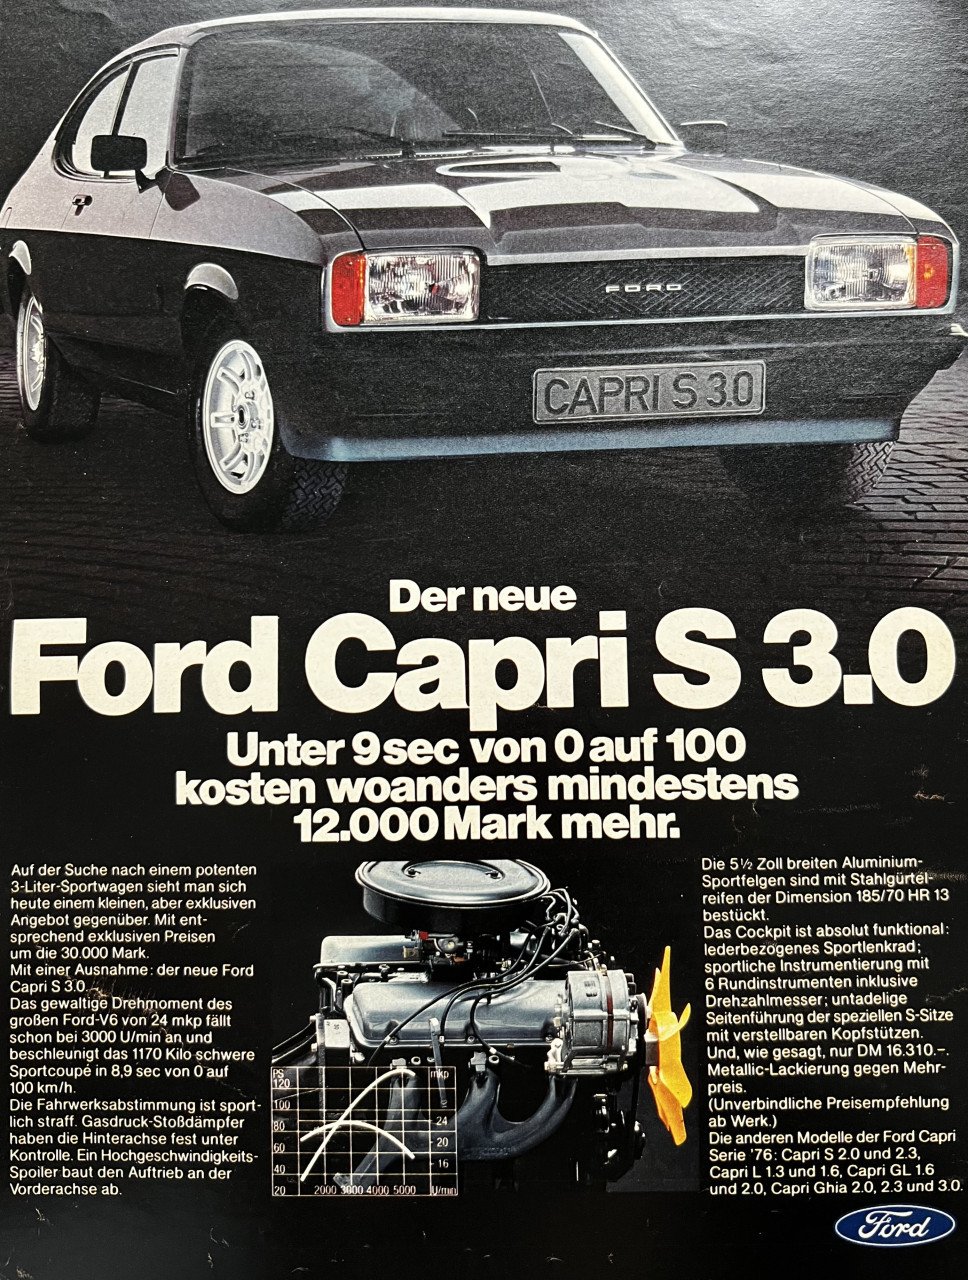 FORD
CAPRI S 3.0
Der neue
Ford Capri S 3.0
Unter 9 sec von 0 auf 100
kosten woanders mindestens
12.000 Mark mehr.
Auf der Suche nach einem potenten
3-Liter-Sportwagen sieht man sich
heute einem kleinen, aber exklusiven
Angebot gegenüber. Mit ent-
sprechend exklusiven Preisen
um die 30.000 Mark.
Mit einer Ausnahme: der neue Ford
Capri S 3.0.
Das gewaltige Drehmoment des
großen Ford-V6 von 24 mkp fällt
schon bei 3000 U/min an und
beschleunigt das 1170 Kilo schwere
Sportcoupé in 8,9 sec von 0 auf
100 km/h.
Die Fahrwerksabstimmung ist sport-
lich straff. Gasdruck-Stoßdämpfer
haben die Hinterachse fest unter
Kontrolle. Ein Hochgeschwindigkeits-
Spoiler baut den Auftrieb an der
Vorderachse ab.
PS mkp
120
100
80 24
60 20
40 16
20 2000 3000 4000 5000 U/min
Die 5½ Zoll breiten Aluminium-
Sportfelgen sind mit Stahlgürtel-
reifen der Dimension 185/70 HR 13
bestückt.
Das Cockpit ist absolut funktional:
lederbezogenes Sportlenkrad;
sportliche Instrumentierung mit
6 Rundinstrumenten inklusive
Drehzahlmesser; untadelige
Seitenführung der speziellen S-Sitze
mit verstellbaren Kopfstützen.
Und, wie gesagt, nur DM 16.310.–.
Metallic-Lackierung gegen Mehr-
preis.
(Unverbindliche Preisempfehlung
ab Werk.)
Die anderen Modelle der Ford Capri
Serie '76: Capri S 2.0 und 2.3,
Capri L 1.3 und 1.6, Capri GL 1.6
und 2.0, Capri Ghia 2.0, 2.3 und 3.0.
Ford